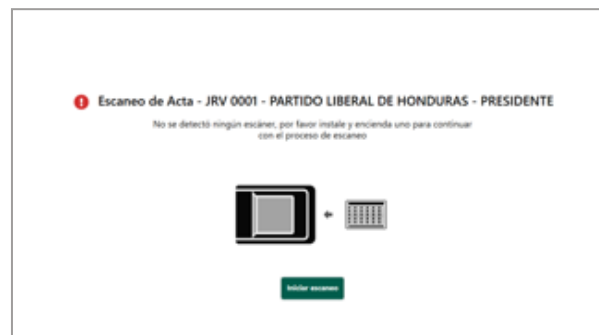 Escaneo de Acta - JRV 0001 - PARTIDO LIBERAL DE HONDURAS - PRESIDENTE
No se detectó ningún escáner, por favor instale y encienda uno para continuar
con el proceso de escaneo
Iniciar escaneo